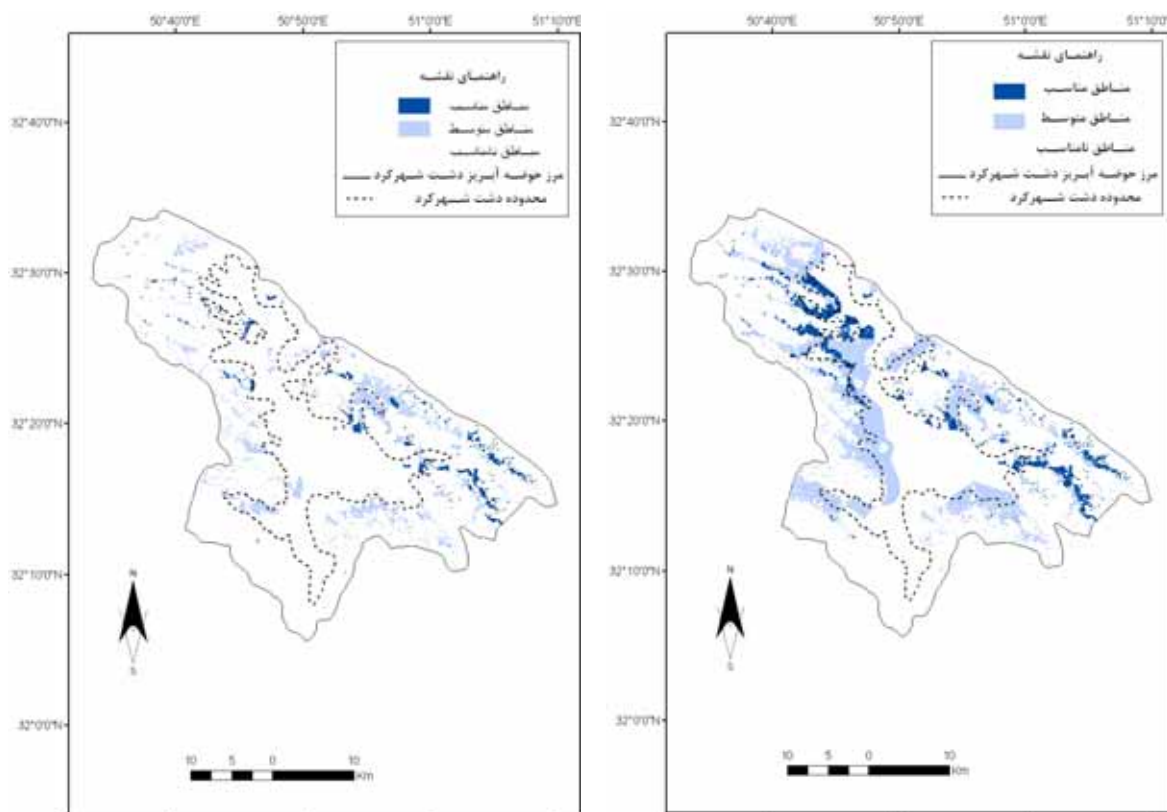 50°40'0"E 50°50'0"E 51°0'0"E 51°10'0"E
راهنمای نقشه
مناطق مناسب
مناطق متوسط
مناطق نامناسب
مرز حوضه آبریز دشت شهرکرد
محدوده دشت شهرکرد
32°40'0"N
32°30'0"N
32°20'0"N
32°10'0"N
32°0'0"N
N
S
10 5 0 10
Km
50°40'0"E 50°50'0"E 51°0'0"E 51°10'0"E
راهنمای نقشه
مناطق مناسب
مناطق متوسط
مناطق نامناسب
مرز حوضه آبریز دشت شهرکرد
محدوده دشت شهرکرد
32°40'0"N
32°30'0"N
32°20'0"N
32°10'0"N
32°0'0"N
N
S
10 5 0 10
Km